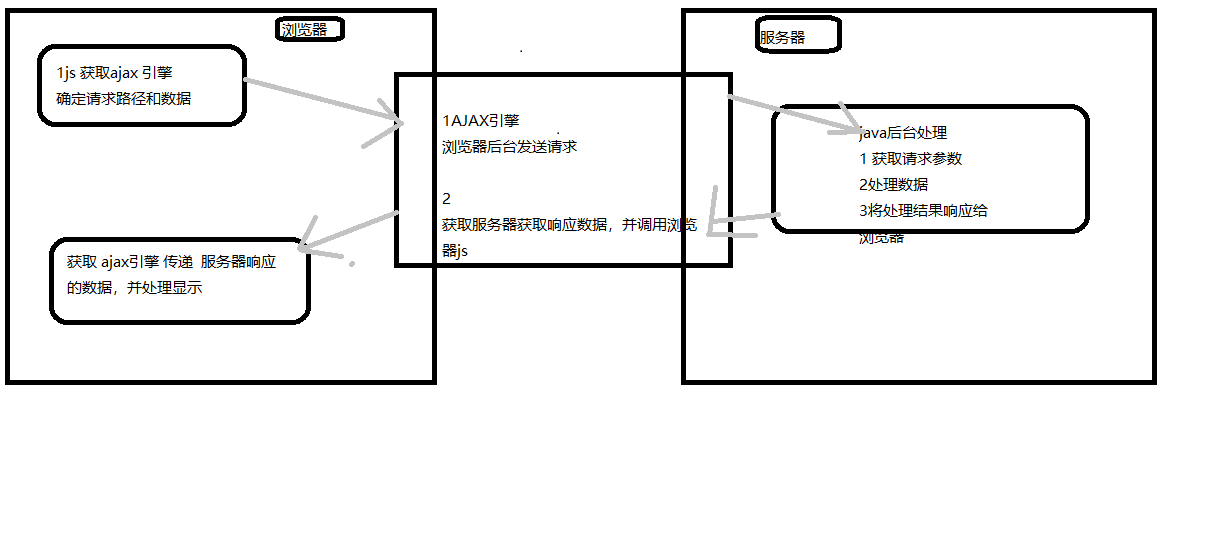 浏览器
1js 获取ajax 引擎
确定请求路径和数据
获取 ajax引擎 传递 服务器响应
的数据，并处理显示
1AJAX引擎
浏览器后台发送请求
2
获取服务器获取响应数据，并调用浏览
器js
服务器
java后台处理
1 获取请求参数
2处理数据
3将处理结果响应给
浏览器